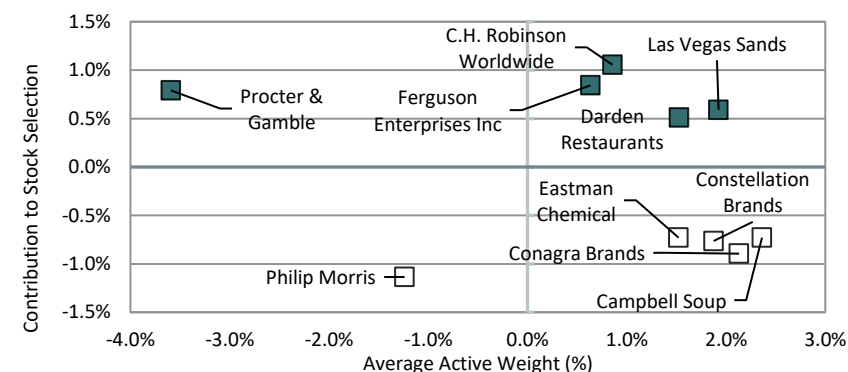 Contribution to Stock Selection
1.5%
1.0%
0.5%
0.0%
-0.5%
-1.0%
-1.5%
C.H. Robinson
Worldwide
Las Vegas Sands
Procter &
Gamble
Ferguson
Enterprises Inc
Darden
Restaurants
Eastman
Chemical
Constellation
Brands
Conagra Brands
Philip Morris
Campbell Soup
-4.0% -3.0% -2.0% -1.0% 0.0% 1.0% 2.0% 3.0%
Average Active Weight (%)